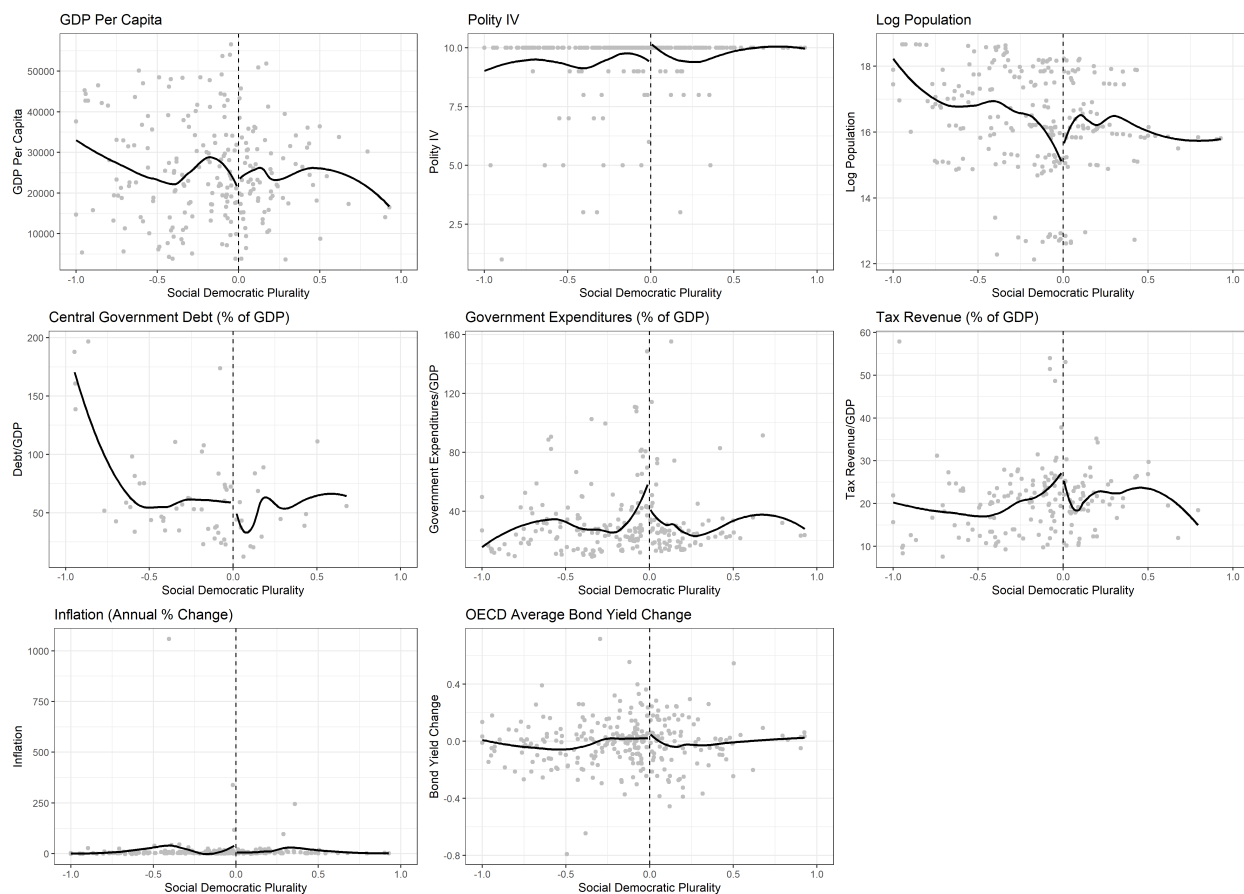 GDP Per Capita
GDP Per Capita
50000
40000
30000
20000
10000
-1.0 -0.5 0.0 0.5 1.0
Social Democratic Plurality
Polity IV
Polity IV
10.0
7.5
5.0
2.5
-1.0 -0.5 0.0 0.5 1.0
Social Democratic Plurality
Log Population
Log Population
18
16
14
12
-1.0 -0.5 0.0 0.5 1.0
Social Democratic Plurality
Central Government Debt (% of GDP)
Debt/GDP
200
150
100
50
-1.0 -0.5 0.0 0.5 1.0
Social Democratic Plurality
Government Expenditures (% of GDP)
Government Expenditures/GDP
160
120
80
40
-1.0 -0.5 0.0 0.5 1.0
Social Democratic Plurality
Tax Revenue (% of GDP)
Tax Revenue/GDP
60
50
40
30
20
10
-1.0 -0.5 0.0 0.5 1.0
Social Democratic Plurality
Inflation (Annual % Change)
Inflation
1000
750
500
250
0
-1.0 -0.5 0.0 0.5 1.0
Social Democratic Plurality
OECD Average Bond Yield Change
Bond Yield Change
0.4
0.0
-0.4
-0.8
-1.0 -0.5 0.0 0.5 1.0
Social Democratic Plurality